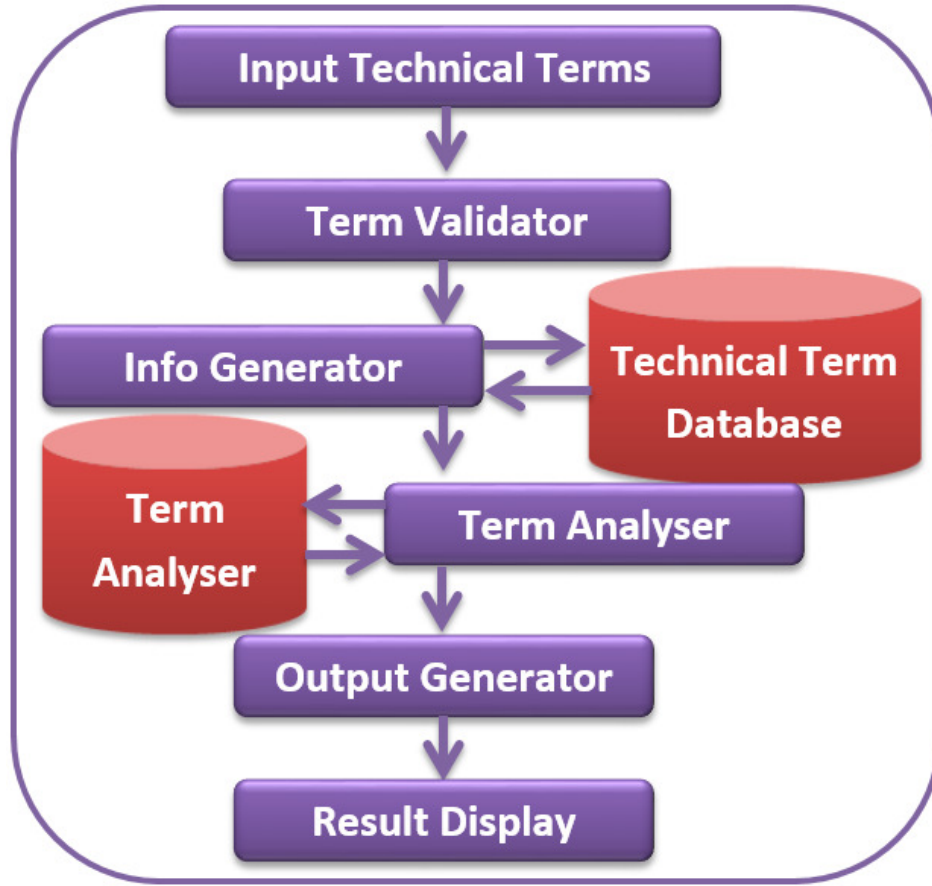 Input Technical Terms
Term Validator
Info Generator
Technical Term
Database
Term
Analyser
Term Analyser
Output Generator
Result Display